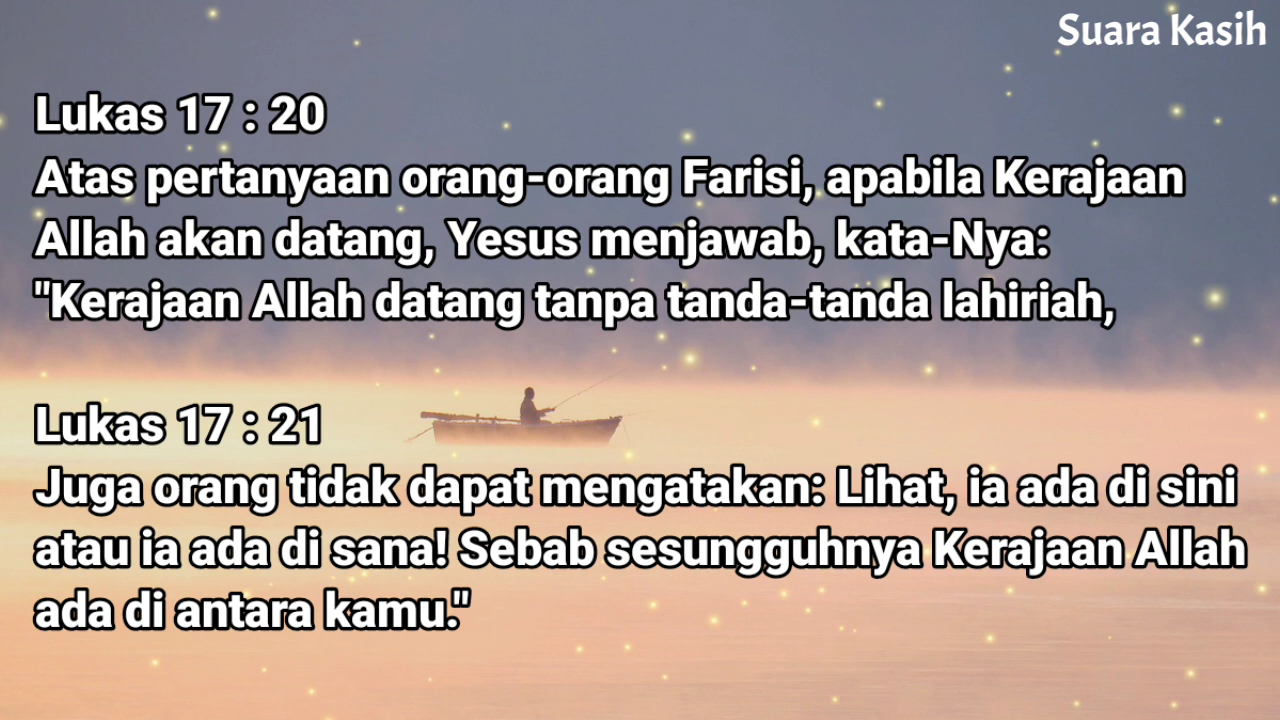 Suara Kasih
Lukas 17 : 20
Atas pertanyaan orang-orang Farisi, apabila Kerajaan
Allah akan datang, Yesus menjawab, kata-Nya:
"Kerajaan Allah datang tanpa tanda-tanda lahiriah,
Lukas 17 : 21
Juga orang tidak dapat mengatakan: Lihat, ia ada di sini
atau ia ada di sana! Sebab sesungguhnya Kerajaan Allah
ada di antara kamu."